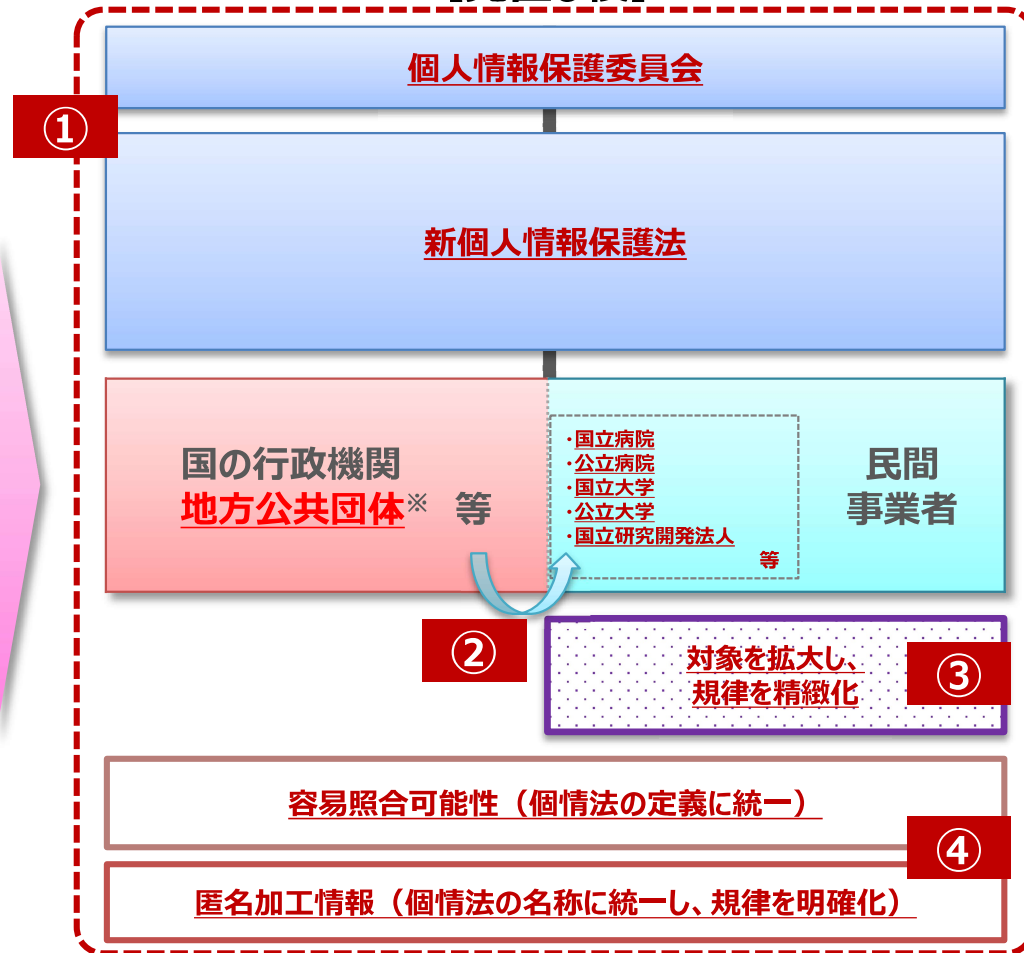 個人情報保護委員会
①
新個人情報保護法
国の行政機関
地方公共団体※ 等
・国立病院
・公立病院
・国立大学
・公立大学
・国立研究開発法人
等
民間
事業者
②
対象を拡大し、
規律を精緻化
③
容易照合可能性（個情法の定義に統一）
④
匿名加工情報（個情法の名称に統一し、規律を明確化）